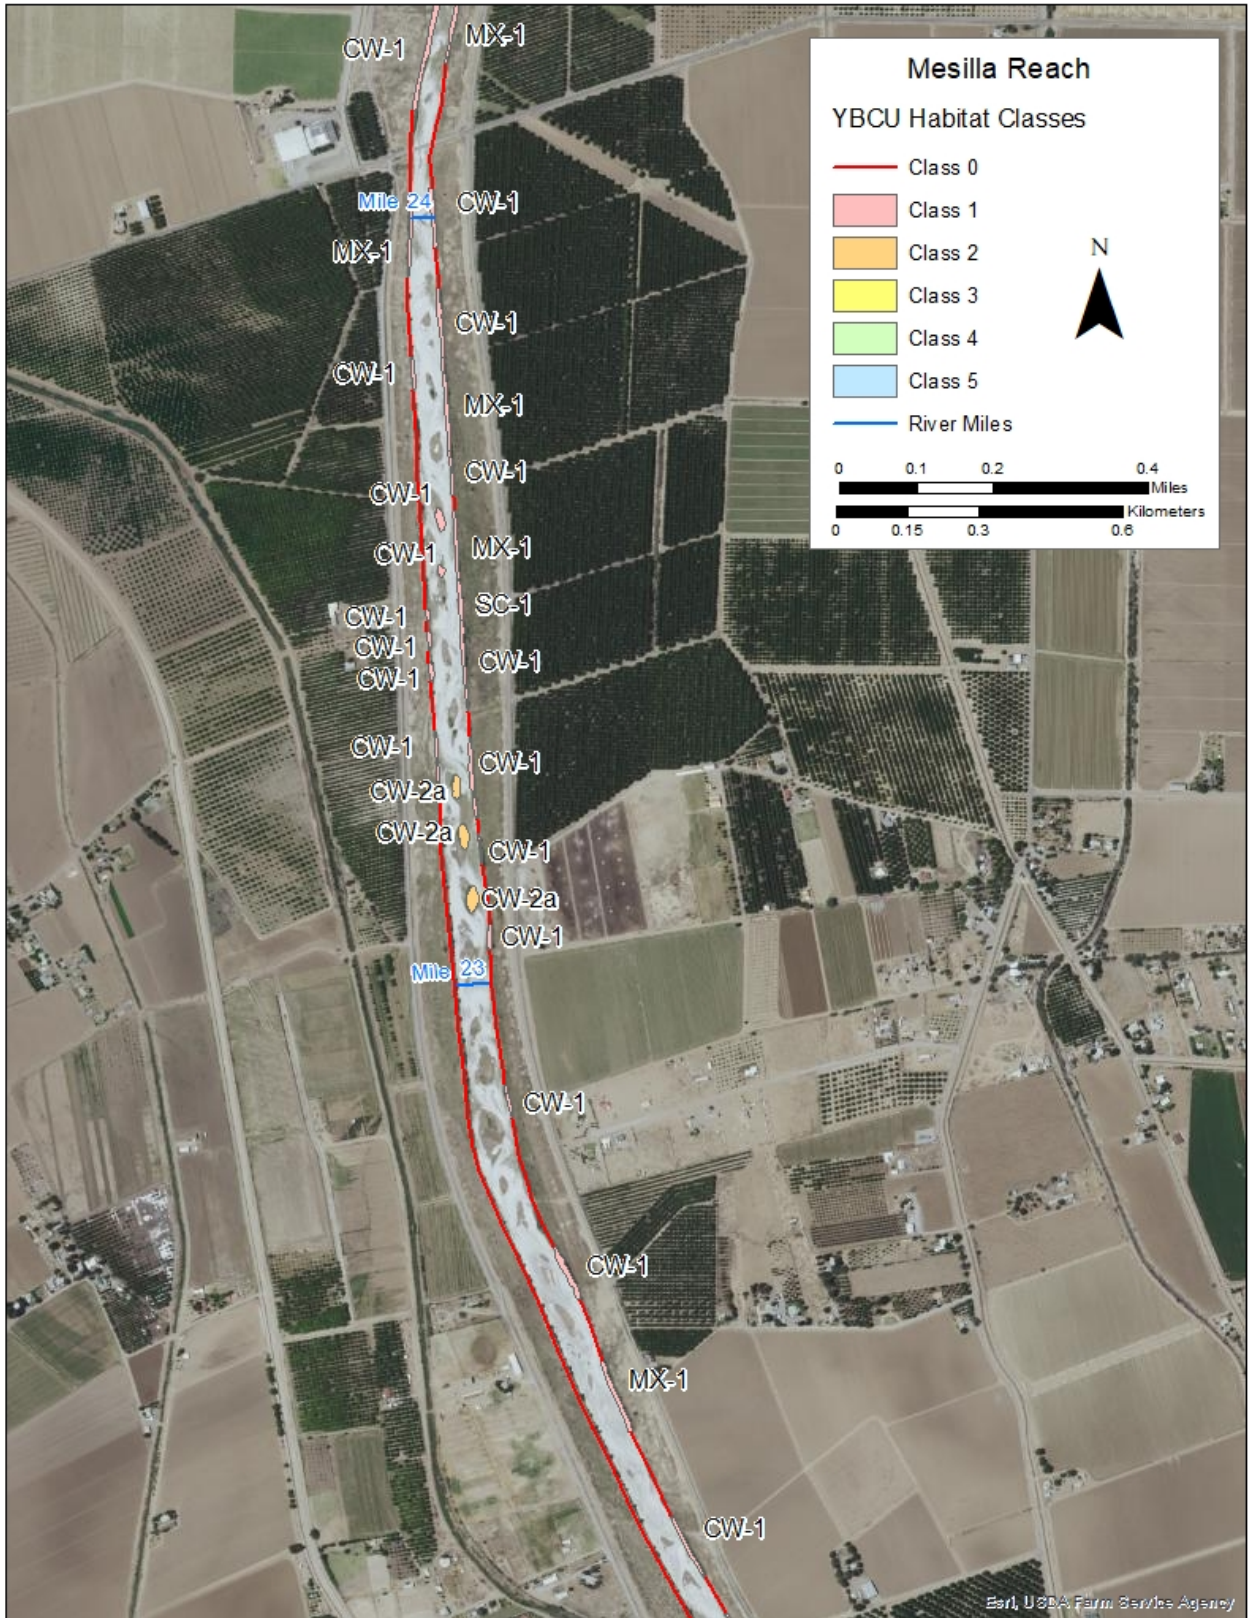 CW-1
MX-1
Mesilla Reach
YBCU Habitat Classes
Class 0
Class 1
Class 2
Class 3
Class 4
Class 5
River Miles
N
0 0.1 0.2 0.4
Miles
Kilometers
0 0.15 0.3 0.6
Mile 24
CW-1
MX-1
CW-1
CW-1
MX-1
CW-1
CW-1
MX-1
CW-1
SC-1
CW-1
CW-1
CW-1
CW-1
CW-1
CW-1
CW-2a
CW-2a
CW-1
CW-2a
CW-1
Mile 23
CW-1
CW-1
MX-1
CW-1
Esri, USDA Farm Service Agency